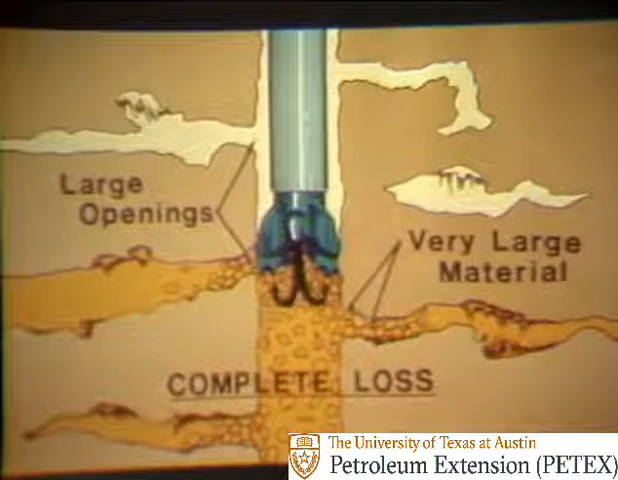 Large
Openings
Very Large
Material
COMPLETE LOSS
The University of Texas at Austin
Petroleum Extension (PETEX)